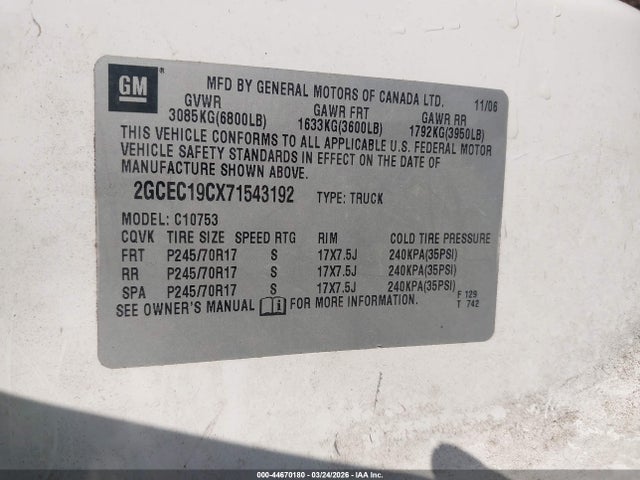 GM ®
MFD BY GENERAL MOTORS OF CANADA LTD. 11/06
GVWR GAWR FRT GAWR RR
3085KG(6800LB) 1633KG(3600LB) 1792KG(3950LB)
THIS VEHICLE CONFORMS TO ALL APPLICABLE U.S. FEDERAL MOTOR
VEHICLE SAFETY STANDARDS IN EFFECT ON THE DATE OF
MANUFACTURE SHOWN ABOVE.
2GCEC19CX71543192 TYPE: TRUCK
MODEL: C10753
CQVK TIRE SIZE SPEED RTG RIM COLD TIRE PRESSURE
FRT P245/70R17 S 17X7.5J 240KPA(35PSI)
RR P245/70R17 S 17X7.5J 240KPA(35PSI)
SPA P245/70R17 S 17X7.5J 240KPA(35PSI)
SEE OWNER'S MANUAL FOR MORE INFORMATION.
F 129
T 742
000-44670180 - 03/24/2026 - IAA Inc.